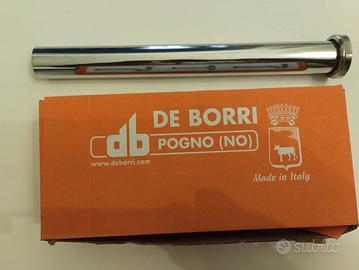 db DE BORRI
POGNO (NO)
www.deborri.com
Made in Italy
subito